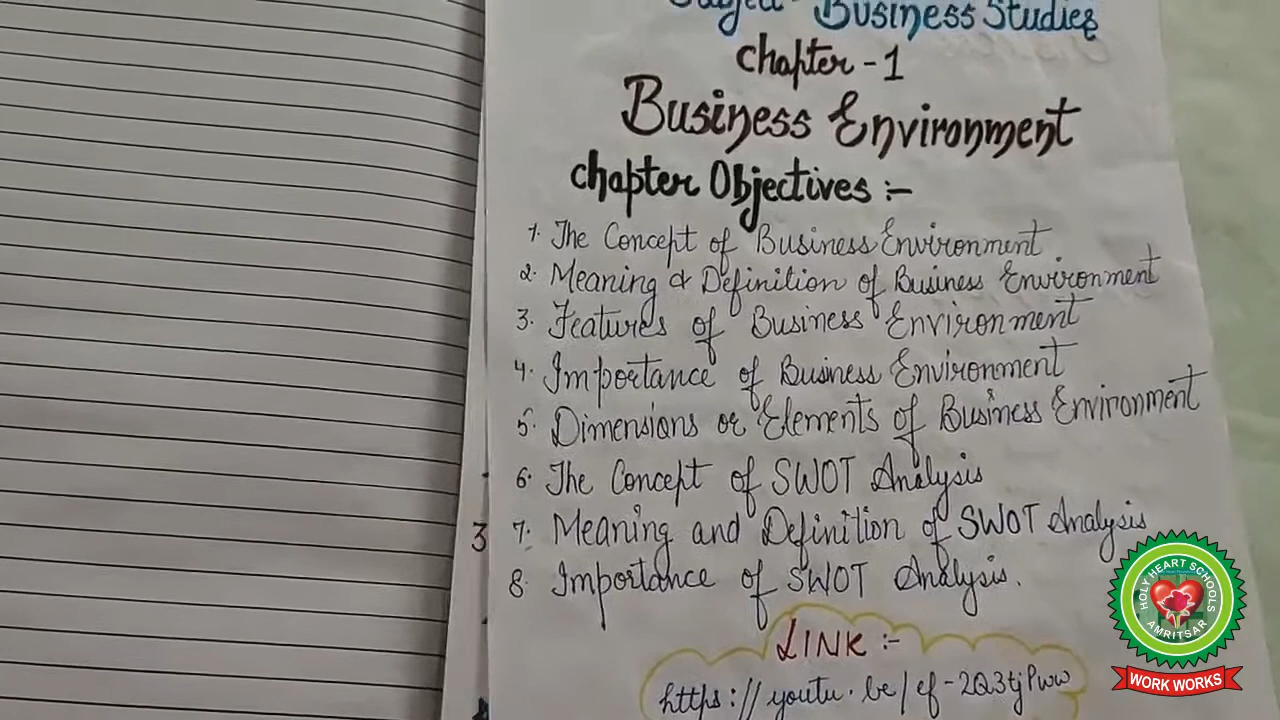 Subject - Business Studies
Chapter - 1
Business Environment
Chapter Objectives :-
1. The Concept of Business Environment
2. Meaning & Definition of Business Environment
3. Features of Business Environment
4. Importance of Business Environment
5. Dimensions or Elements of Business Environment
6. The Concept of SWOT Analysis
3
7. Meaning and Definition of SWOT Analysis
8. Importance of SWOT Analysis.
LINK :-
https://youtu.be/ef-2Q3tjPww
HOLY HEART SCHOOLS
AMRITSAR
WORK WORKS